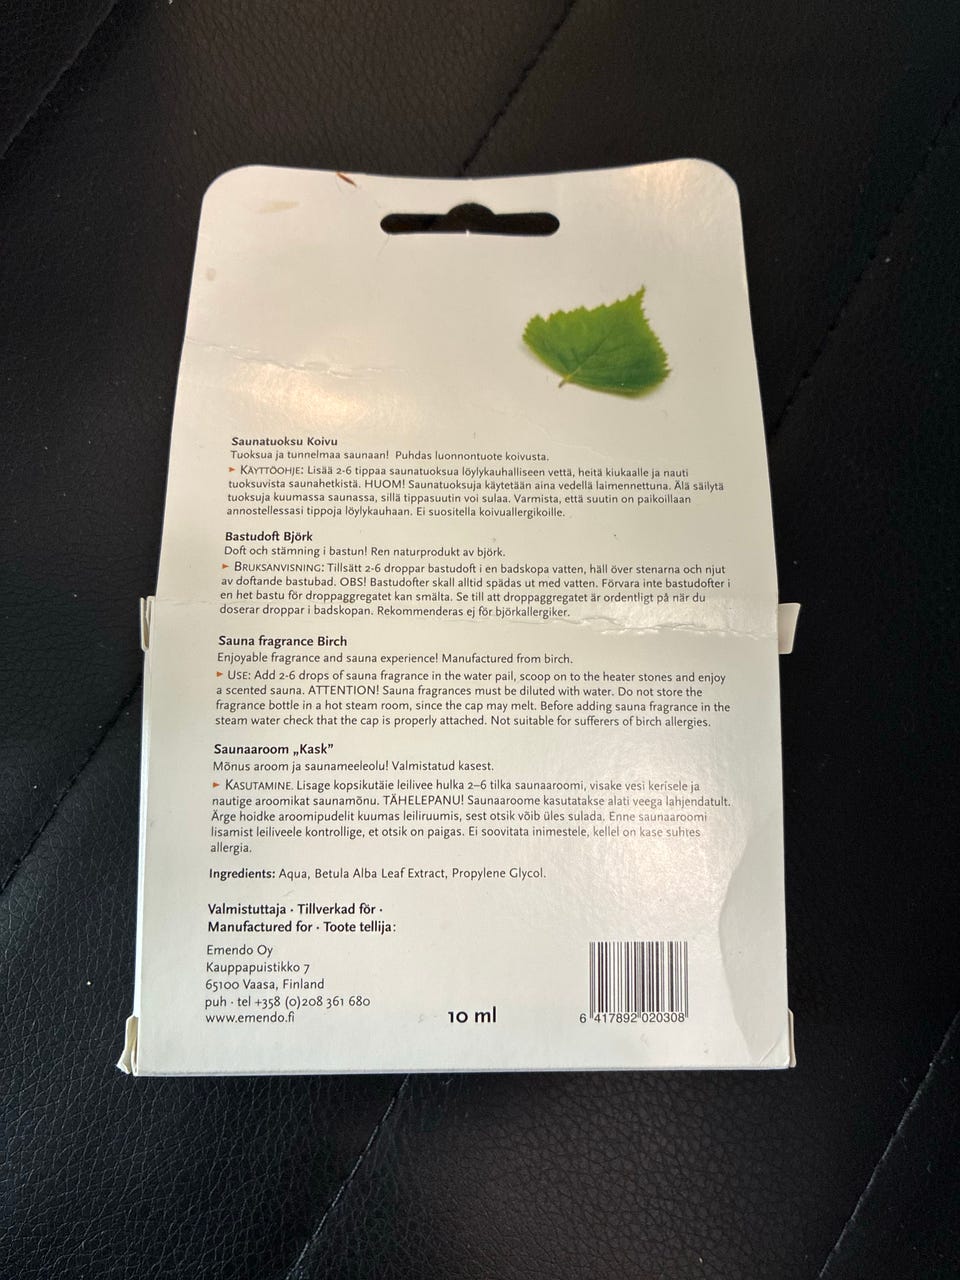 Saunatuoksu Koivu
Tuoksua ja tunnelmaa saunaan! Puhdas luonnontuote koivusta.
► KÄYTTÖOHJE: Lisää 2-6 tippaa saunatuoksua löylykauhalliseen vettä, heitä kiukaalle ja nauti
tuoksuvista saunahetkistä. HUOM! Saunatuoksuja käytetään aina vedellä laimennettuna. Älä säilytä
tuoksuja kuumassa saunassa, sillä tippasuutin voi sulaa. Varmista, että suutin on paikoillaan
annostellessasi tippoja löylykauhaan. Ei suositella koivuallergikoille.
Bastudoft Björk
Doft och stämning i bastun! Ren naturprodukt av björk.
► BRUKSANVISNING: Tillsätt 2-6 droppar bastudoft i en badskopa vatten, häll över stenarna och njut
av doftande bastubad. OBS! Bastudofter skall alltid spädas ut med vatten. Förvara inte bastudofter i
en het bastu för droppaggregatet kan smälta. Se till att droppaggregatet är ordentligt på när du
doserar droppar i badskopan. Rekommenderas ej för björkallergiker.
Sauna fragrance Birch
Enjoyable fragrance and sauna experience! Manufactured from birch.
► USE: Add 2-6 drops of sauna fragrance in the water pail, scoop on to the heater stones and enjoy
a scented sauna. ATTENTION! Sauna fragrances must be diluted with water. Do not store the
fragrance bottle in a hot steam room, since the cap may melt. Before adding sauna fragrance in the
steam water check that the cap is properly attached. Not suitable for sufferers of birch allergies.
Saunaaroom „Kask”
Mõnus aroom ja saunameeleolu! Valmistatud kasest.
► KASUTAMINE. Lisage kopsikutäie leilivee hulka 2–6 tilka saunaaroomi, visake vesi kerisele ja
nautige aroomikat saunamõnu. TÄHELEPANU! Saunaaroome kasutatakse alati veega lahjendatult.
Ärge hoidke aroomipudelit kuumas leiliruumis, sest otsik võib üles sulada. Enne saunaaroomi
lisamist leiliveele kontrollige, et otsik on paigas. Ei soovitata inimestele, kellel on kase suhtes
allergia.
Ingredients: Aqua, Betula Alba Leaf Extract, Propylene Glycol.
Valmistuttaja · Tillverkad för ·
Manufactured for · Toote tellija:
Emendo Oy
Kauppapuistikko 7
65100 Vaasa, Finland
puh · tel +358 (0)208 361 680
www.emendo.fi
10 ml
6 417892 020308